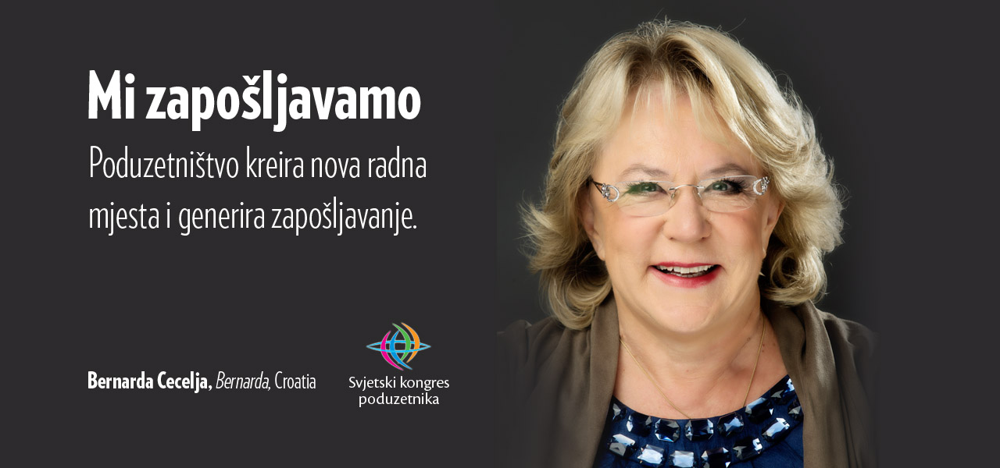 Mi zapošljavamo
Poduzetništvo kreira nova radna
mjesta i generira zapošljavanje.
Bernarda Cecelja, Bernarda, Croatia
Svjetski kongres
poduzetnika